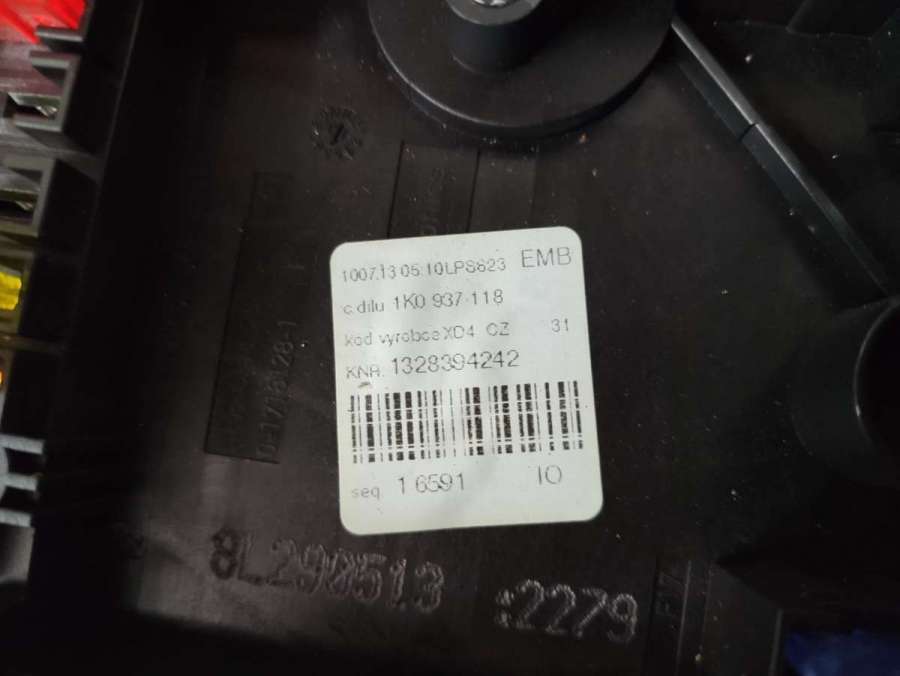 1007.13 05:10LPS623 EMB
c.dilu 1K0 937 118
kod vyrobce XD4 CZ 31
KNR. 1328394242
seq. 1 6591 IO
8L290513 :2279